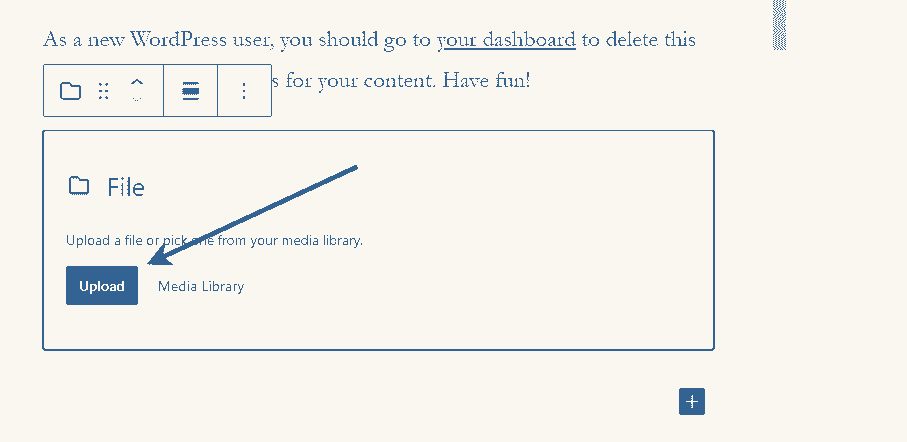 As a new WordPress user, you should go to your dashboard to delete this
s for your content. Have fun!
File
Upload a file or pick one from your media library.
Upload
Media Library